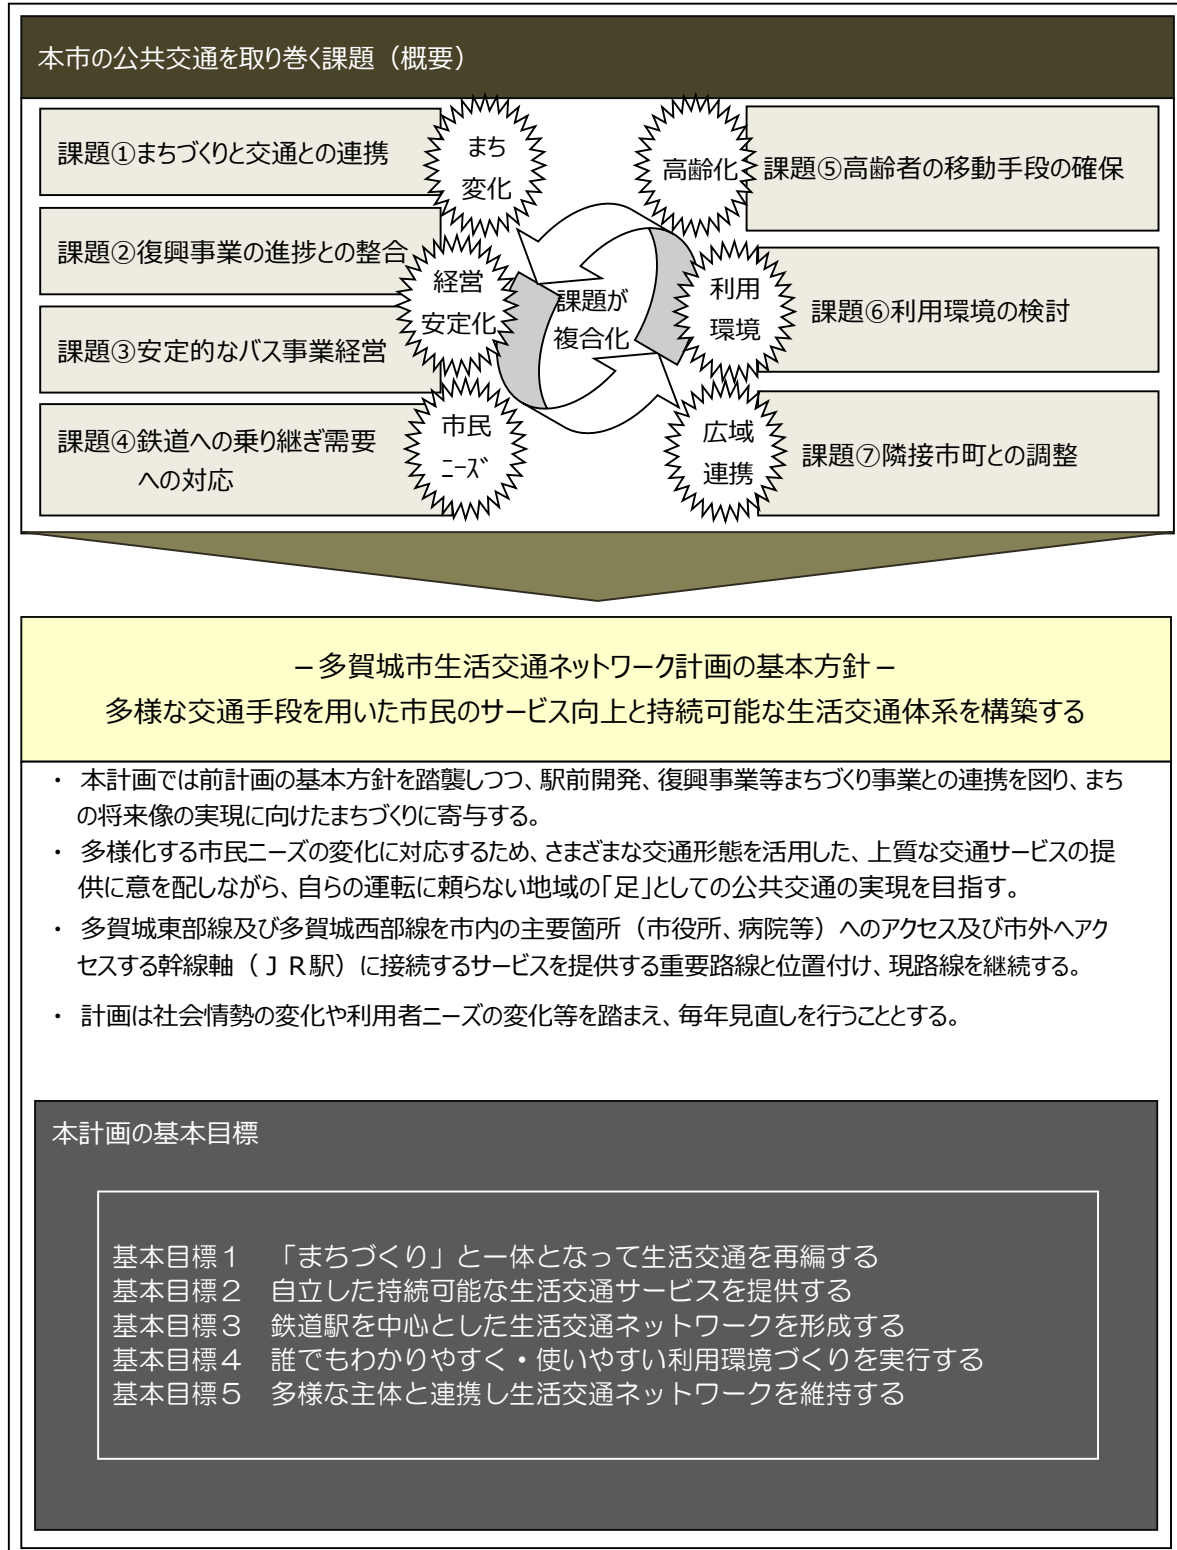 本市の公共交通を取り巻く課題（概要）
課題①まちづくりと交通との連携
課題②復興事業の進捗との整合
課題③安定的なバス事業経営
課題④鉄道への乗り継ぎ需要
への対応
まち
変化
経営
安定化
市民
ﾆｰｽﾞ
課題が
複合化
高齢化
利用
環境
広域
連携
課題⑤高齢者の移動手段の確保
課題⑥利用環境の検討
課題⑦隣接市町との調整
－多賀城市生活交通ネットワーク計画の基本方針－
多様な交通手段を用いた市民のサービス向上と持続可能な生活交通体系を構築する
・ 本計画では前計画の基本方針を踏襲しつつ、駅前開発、復興事業等まちづくり事業との連携を図り、まち
の将来像の実現に向けたまちづくりに寄与する。
・ 多様化する市民ニーズの変化に対応するため、さまざまな交通形態を活用した、上質な交通サービスの提
供に意を配しながら、自らの運転に頼らない地域の「足」としての公共交通の実現を目指す。
・ 多賀城東部線及び多賀城西部線を市内の主要箇所（市役所、病院等）へのアクセス及び市外へアク
セスする幹線軸（ＪＲ駅）に接続するサービスを提供する重要路線と位置付け、現路線を継続する。
・ 計画は社会情勢の変化や利用者ニーズの変化等を踏まえ、毎年見直しを行うこととする。
本計画の基本目標
基本目標１　「まちづくり」と一体となって生活交通を再編する
基本目標２　自立した持続可能な生活交通サービスを提供する
基本目標３　鉄道駅を中心とした生活交通ネットワークを形成する
基本目標４　誰でもわかりやすく・使いやすい利用環境づくりを実行する
基本目標５　多様な主体と連携し生活交通ネットワークを維持する